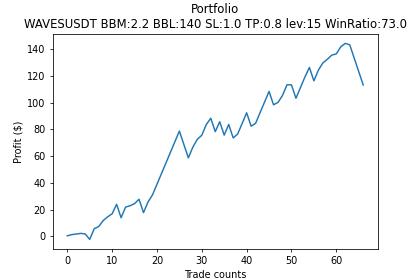 Portfolio
WAVESUSDT BBM:2.2 BBL:140 SL:1.0 TP:0.8 lev:15 WinRatio:73.0
140
120
100
80
60
40
20
0
Profit ($)
0 10 20 30 40 50 60
Trade counts